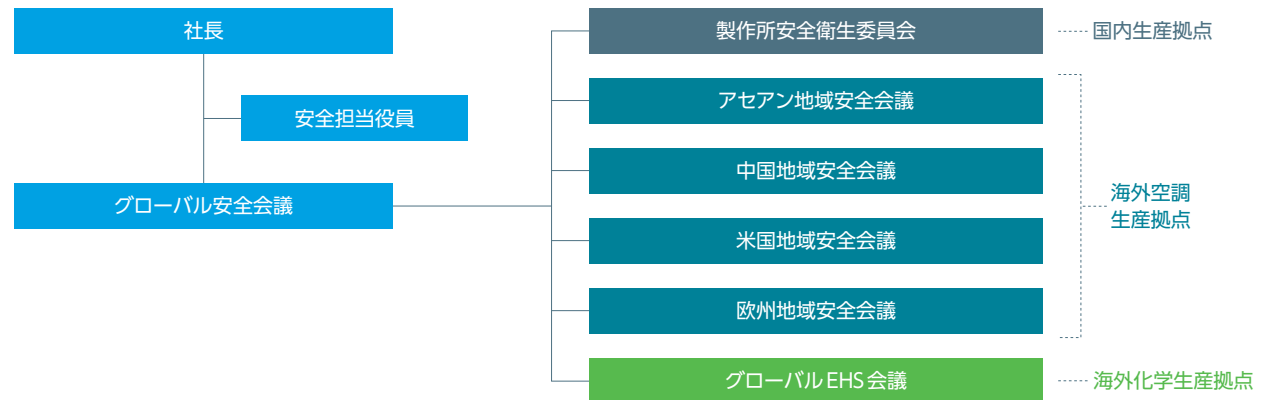 社長
安全担当役員
グローバル安全会議
製作所安全衛生委員会
国内生産拠点
アセアン地域安全会議
中国地域安全会議
米国地域安全会議
欧州地域安全会議
海外空調
生産拠点
グローバルEHS会議
海外化学生産拠点